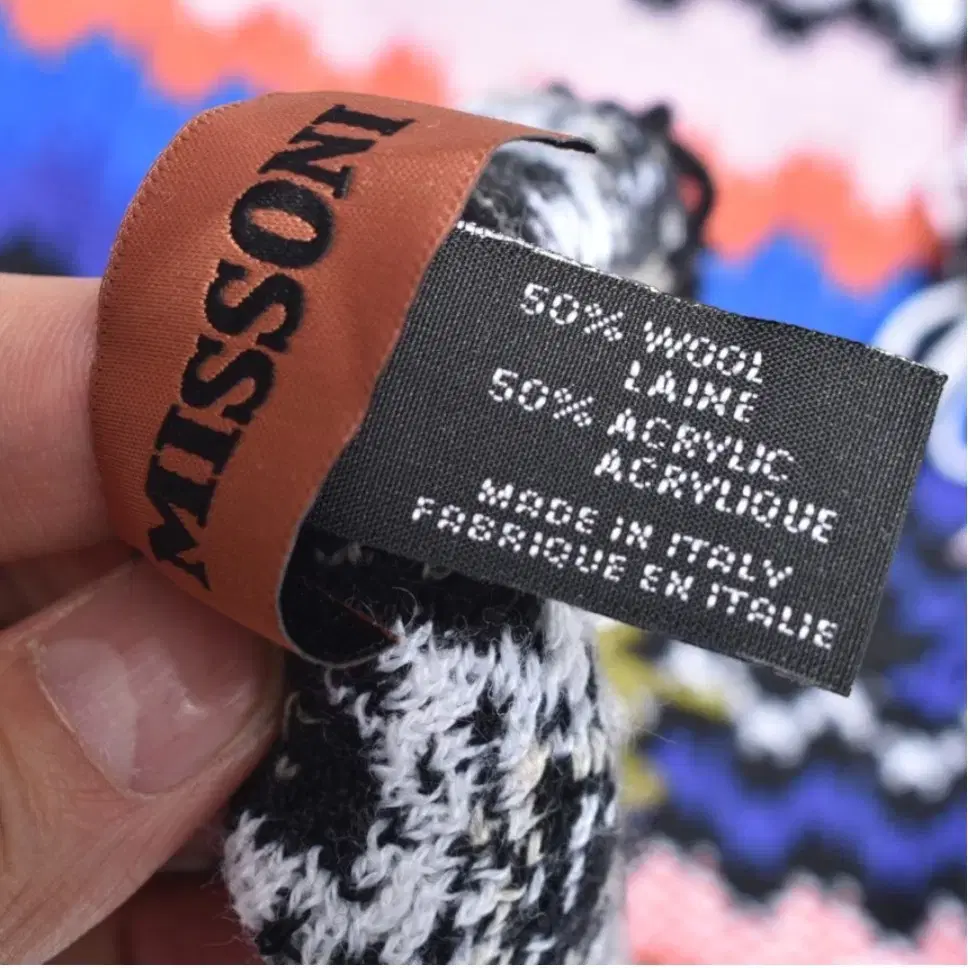 MISSONI
50% WOOL
LAINE
50% ACRYLIC
ACRYLIQUE
MADE IN ITALY
FABRIQUE EN ITALIE